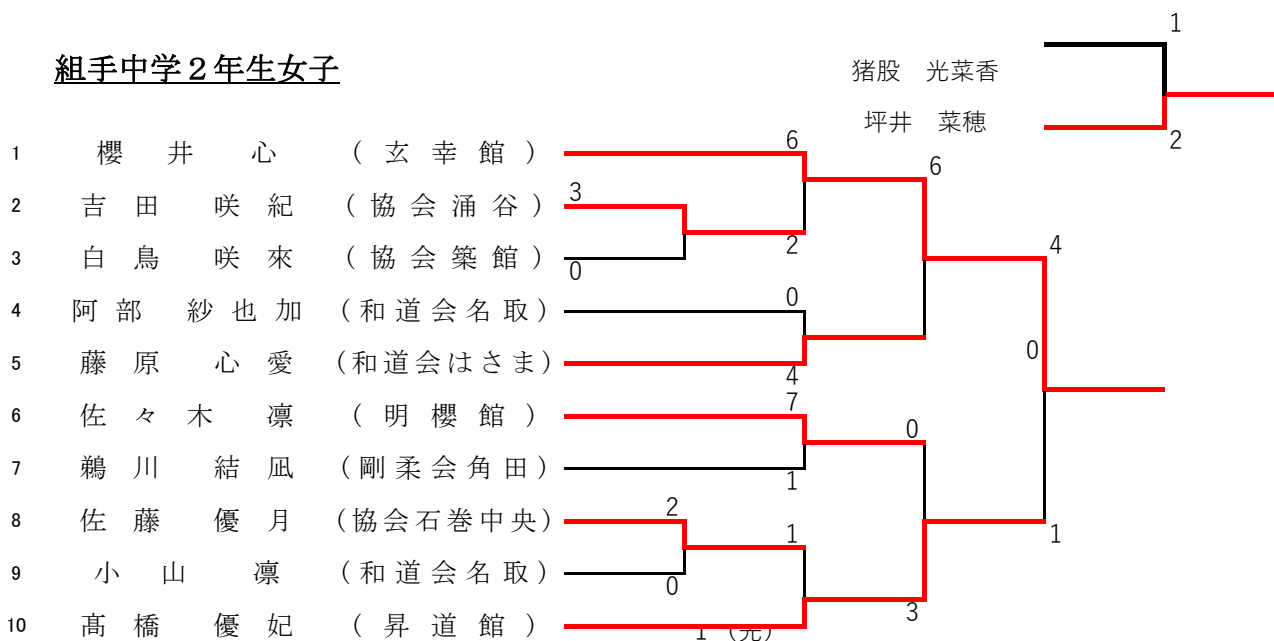 1
組手中学２年生女子
猪股 光菜香
坪井 菜穂
2
1 櫻井 心 (玄幸館) 6
6
2 吉田 咲紀 (協会涌谷) 3
2
4
3 白鳥 咲來 (協会築館) 0
4 阿部 紗也加 (和道会名取) 0
0
5 藤原 心愛 (和道会はさま) 4
6 佐々木 凛 (明櫻館) 7
0
7 鵜川 結凪 (剛柔会角田) 1
8 佐藤 優月 (協会石巻中央) 2
1
1
9 小山 凛 (和道会名取) 0
3
10 髙橋 優妃 (昇道館) 1 (先)